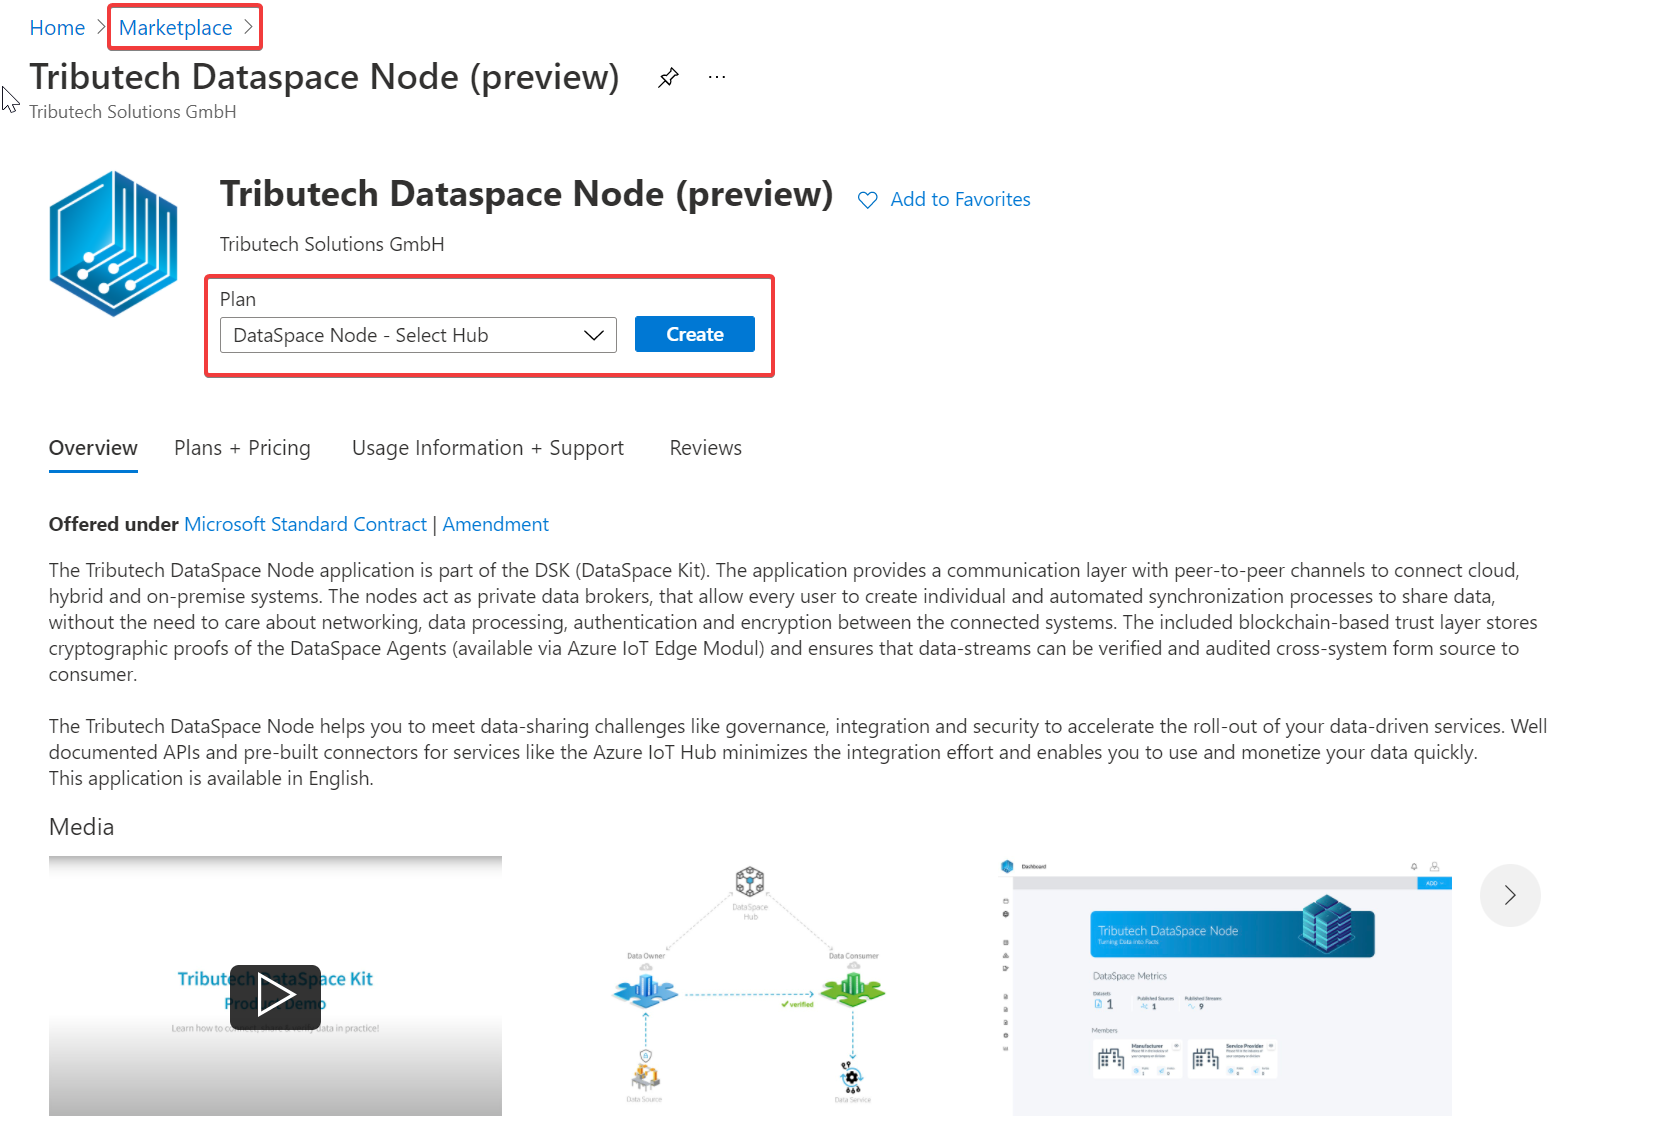 Home > Marketplace >
Tributech Dataspace Node (preview) ...
Tributech Solutions GmbH
Tributech Dataspace Node (preview)
Add to Favorites
Tributech Solutions GmbH
Plan
DataSpace Node - Select Hub
Create
Overview Plans + Pricing Usage Information + Support Reviews
Offered under Microsoft Standard Contract | Amendment
The Tributech DataSpace Node application is part of the DSK (DataSpace Kit). The application provides a communication layer with peer-to-peer channels to connect cloud,
hybrid and on-premise systems. The nodes act as private data brokers, that allow every user to create individual and automated synchronization processes to share data,
without the need to care about networking, data processing, authentication and encryption between the connected systems. The included blockchain-based trust layer stores
cryptographic proofs of the DataSpace Agents (available via Azure IoT Edge Modul) and ensures that data-streams can be verified and audited cross-system form source to
consumer.
The Tributech DataSpace Node helps you to meet data-sharing challenges like governance, integration and security to accelerate the roll-out of your data-driven services. Well
documented APIs and pre-built connectors for services like the Azure IoT Hub minimizes the integration effort and enables you to use and monetize your data quickly.
This application is available in English.
Media
Tributech DataSpace Kit
Product Demo
Learn how to connect, share & verify data in practice!
DataSpace
Hub
Data Owner
Data Consumer
verified
Data Source
Data Service
Dashboard
ADD
Tributech DataSpace Node
Turning Data into Facts
DataSpace Metrics
Datasets
1
Published Sources
1
Published Streams
9
Members
Manufacturer
Service Provider